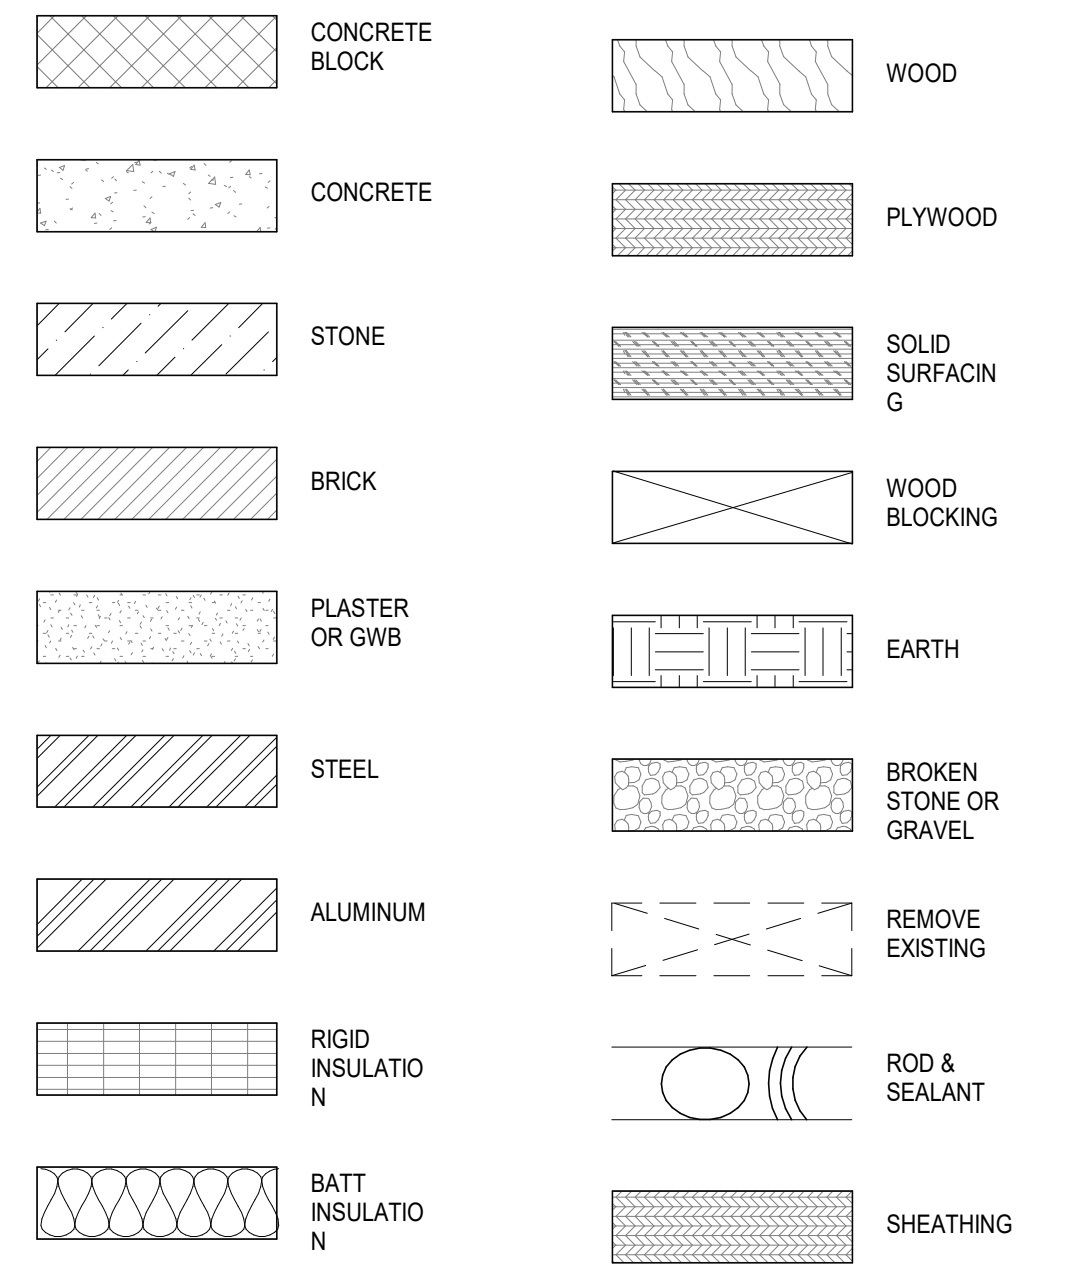 CONCRETE
BLOCK
CONCRETE
STONE
BRICK
PLASTER
OR GWB
STEEL
ALUMINUM
RIGID
INSULATIO
N
BATT
INSULATIO
N
WOOD
PLYWOOD
SOLID
SURFACIN
G
WOOD
BLOCKING
EARTH
BROKEN
STONE OR
GRAVEL
REMOVE
EXISTING
ROD &
SEALANT
SHEATHING